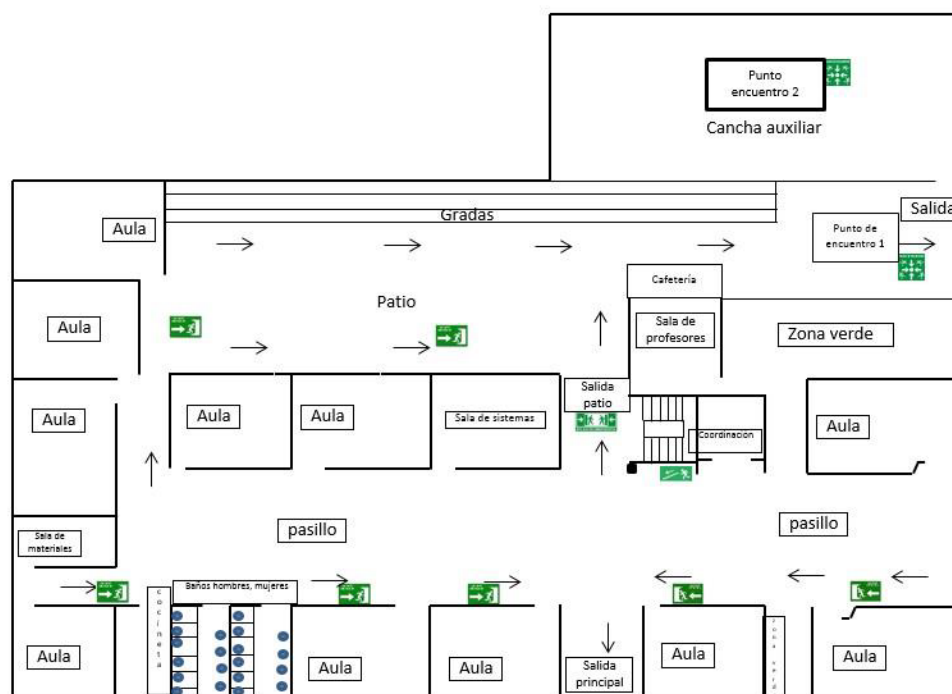 Punto
encuentro 2
Cancha auxiliar
Gradas
Salida
Aula
Punto de
encuentro 1
Cafetería
Patio
Aula
Sala de
profesores
Zona verde
Salida
patio
Aula
Aula
Aula
Sala de sistemas
Coordinación
Aula
pasillo
pasillo
Sala de
materiales
cocineta
Baños hombres, mujeres
Aula
Aula
Aula
Salida
principal
Aula
Aula